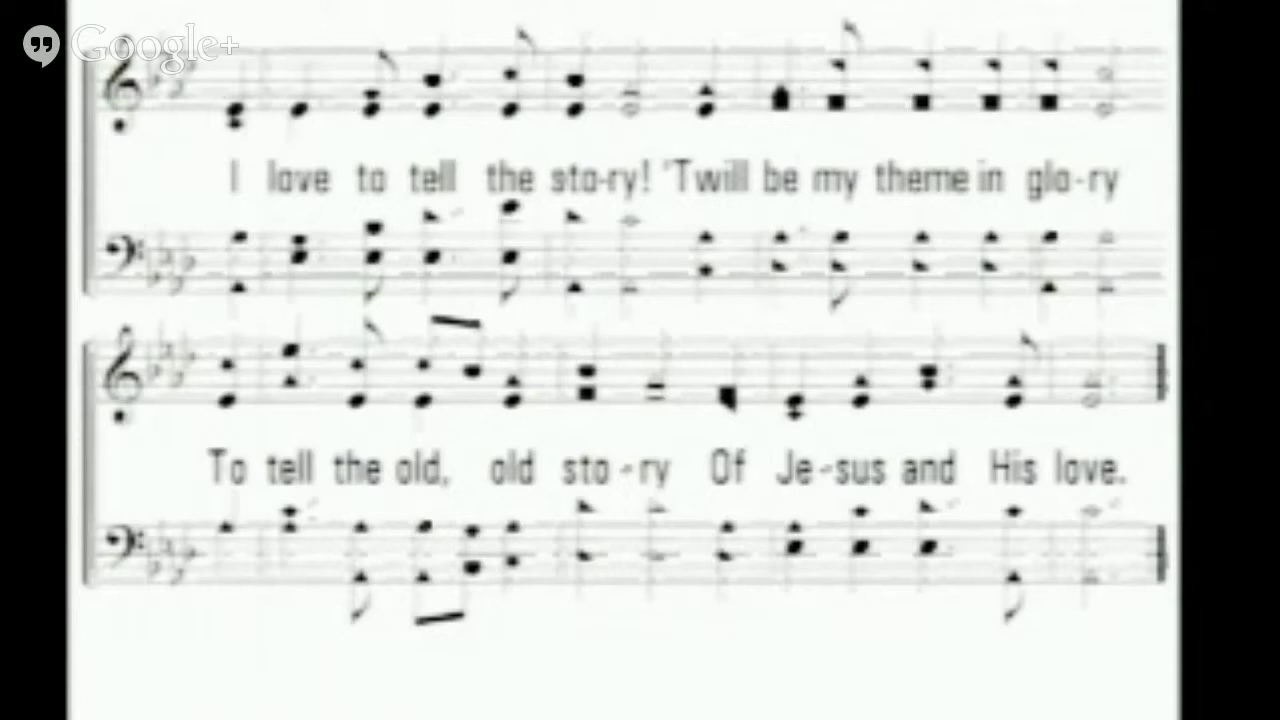 Google+
I love to tell the sto-ry! 'Twill be my theme in glo-ry
To tell the old, old sto-ry Of Je-sus and His love.